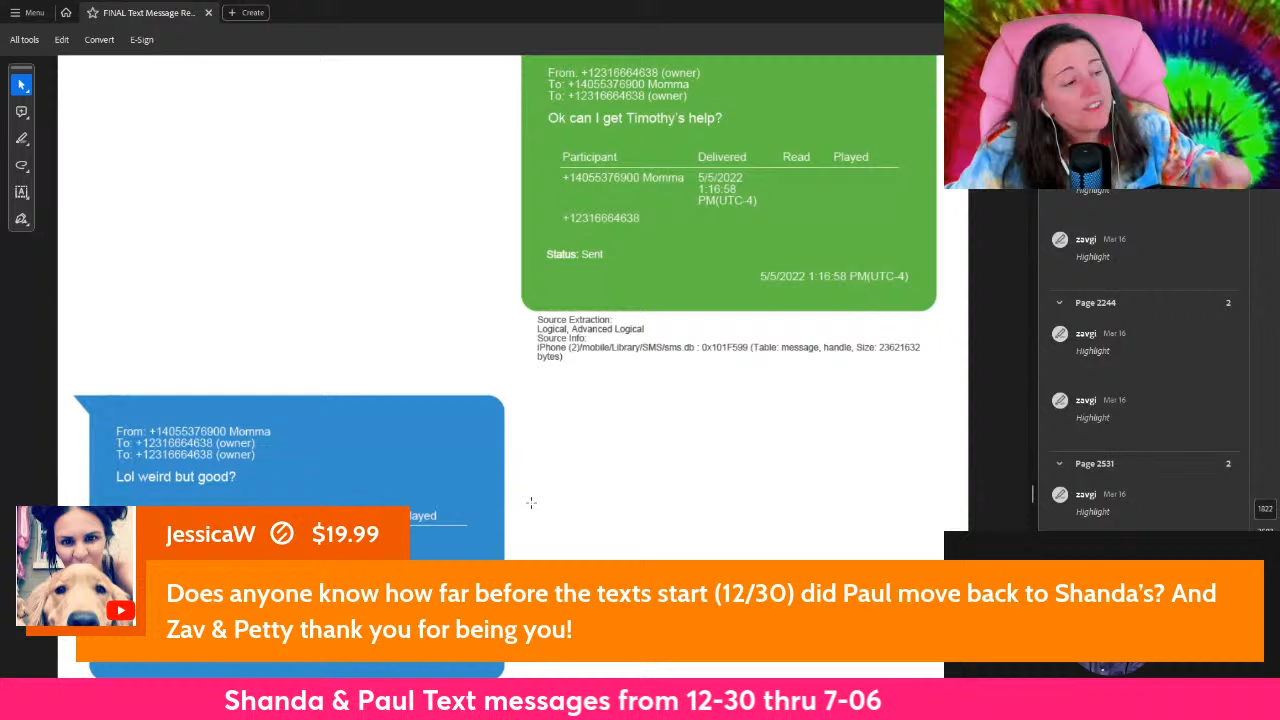 Menu
FINAL Text Message Re...
Create
All tools
Edit
Convert
E-Sign
From: +12316664638 (owner)
To: +14055376900 Momma
To: +12316664638 (owner)
Ok can I get Timothy's help?
Participant Delivered Read Played
+14055376900 Momma 5/5/2022
1:16:58
PM(UTC-4)
+12316664638
Status: Sent
5/5/2022 1:16:58 PM(UTC-4)
Source Extraction:
Logical, Advanced Logical
Source Info:
iPhone (2)/mobile/Library/SMS/sms.db : 0x101F599 (Table: message, handle, Size: 23621632
bytes)
From: +14055376900 Momma
To: +12316664638 (owner)
To: +12316664638 (owner)
Lol weird but good?
layed
Highlight
zavgi Mar 16
Highlight
Page 2244 2
zavgi Mar 16
Highlight
zavgi Mar 16
Highlight
Page 2531 2
zavgi Mar 16
Highlight
1822
JessicaW $19.99
Does anyone know how far before the texts start (12/30) did Paul move back to Shanda's? And
Zav & Petty thank you for being you!
Shanda & Paul Text messages from 12-30 thru 7-06